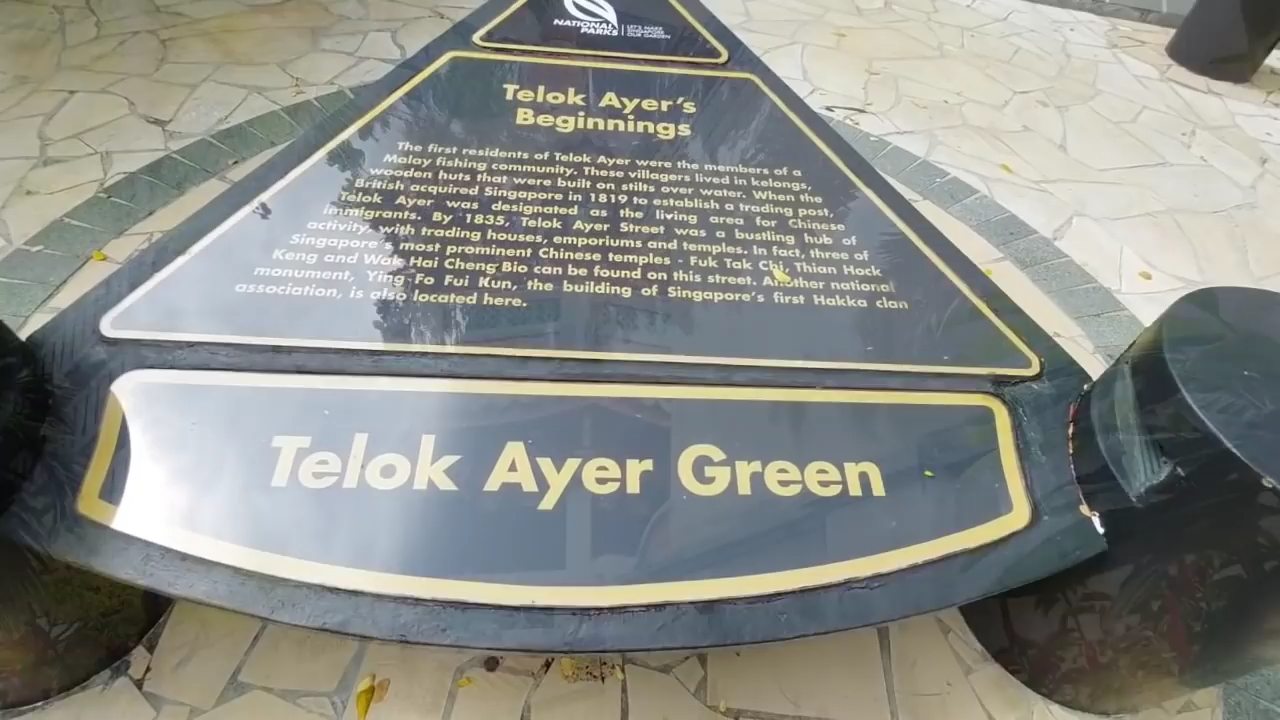 NATIONAL
PARKS
LET'S MAKE
SINGAPORE
OUR GARDEN
Telok Ayer's
Beginnings
The first residents of Telok Ayer were the members of a
Malay fishing community. These villagers lived in kelongs,
wooden huts that were built on stilts over water. When the
British acquired Singapore in 1819 to establish a trading post,
Telok Ayer was designated as the living area for Chinese
immigrants. By 1835, Telok Ayer Street was a bustling hub of
activity, with trading houses, emporiums and temples. In fact, three of
Singapore's most prominent Chinese temples - Fuk Tak Chi, Thian Hock
Keng and Wak Hai Cheng Bio can be found on this street. Another national
monument, Ying Fo Fui Kun, the building of Singapore's first Hakka clan
association, is also located here.
Telok Ayer Green